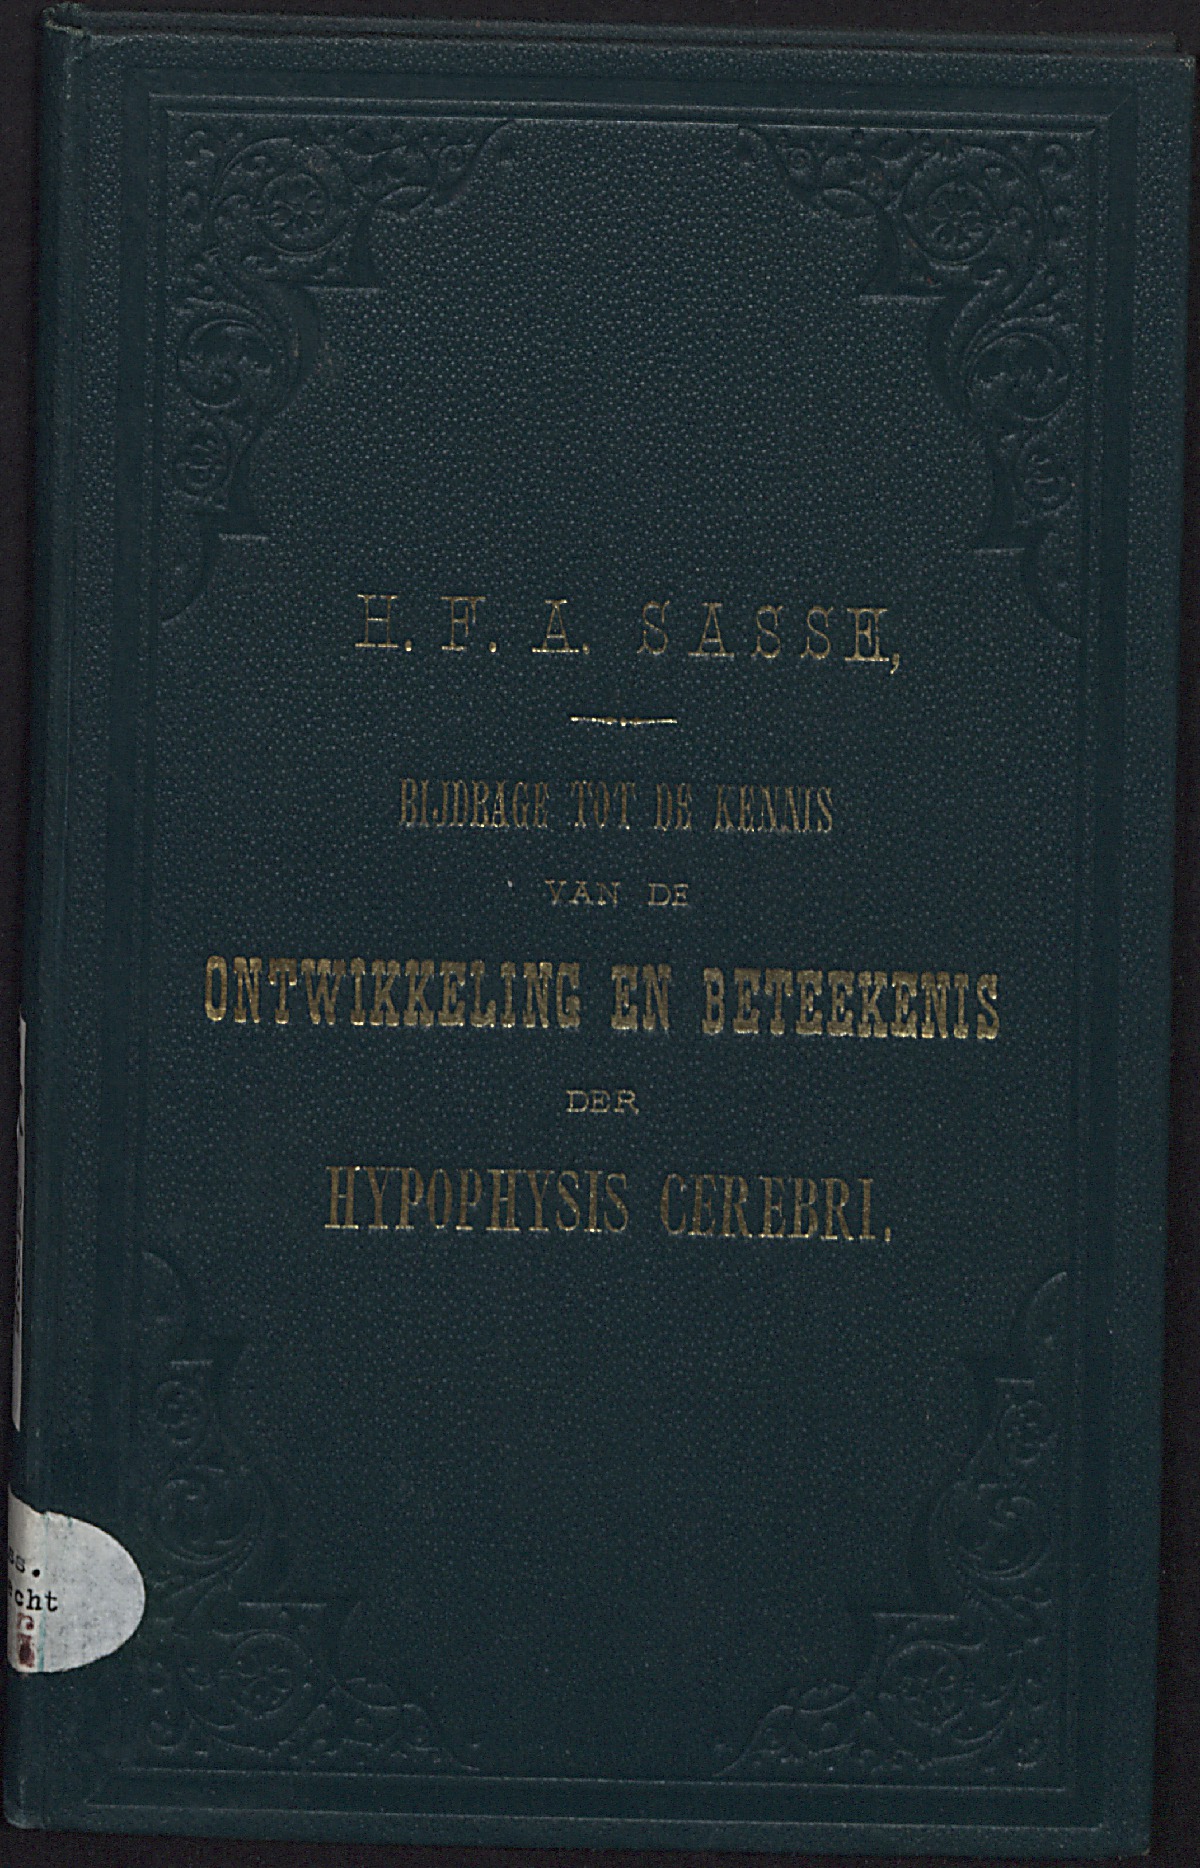 H. F. A. SASSE,
BIJDRAGE TOT DE KENNIS
VAN DE
ONTWIKKELING EN BETEEKENIS
DER
HYPOPHYSIS CEREBRI.